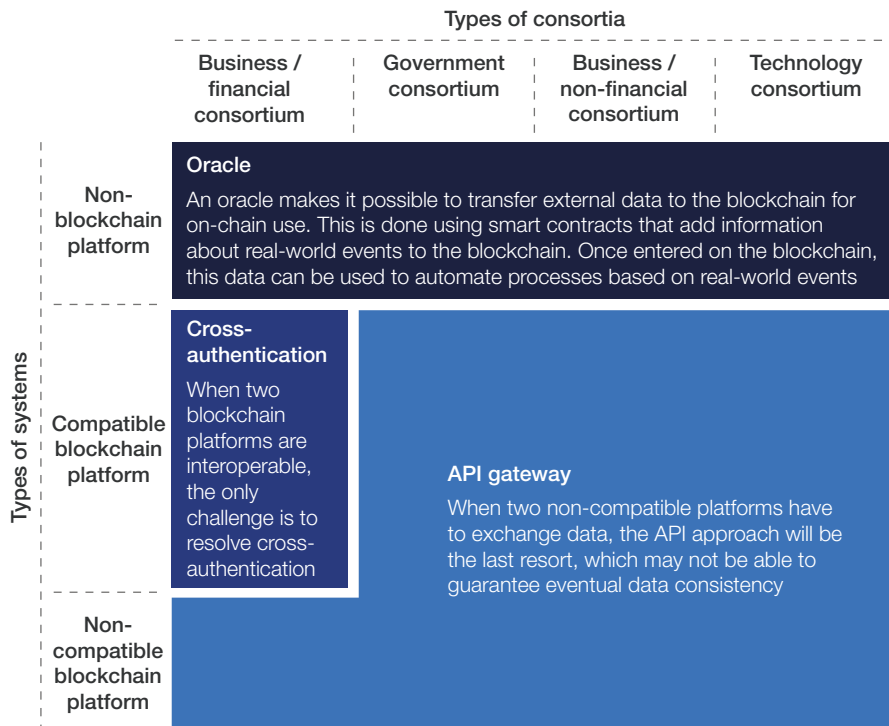 Types of consortia
Business /
financial
consortium
Government
consortium
Business /
non-financial
consortium
Technology
consortium
Types of systems
Non-
blockchain
platform
Oracle
An oracle makes it possible to transfer external data to the blockchain for
on-chain use. This is done using smart contracts that add information
about real-world events to the blockchain. Once entered on the blockchain,
this data can be used to automate processes based on real-world events
Compatible
blockchain
platform
Cross-
authentication
When two
blockchain
platforms are
interoperable,
the only
challenge is to
resolve cross-
authentication
API gateway
When two non-compatible platforms have
to exchange data, the API approach will be
the last resort, which may not be able to
guarantee eventual data consistency
Non-
compatible
blockchain
platform